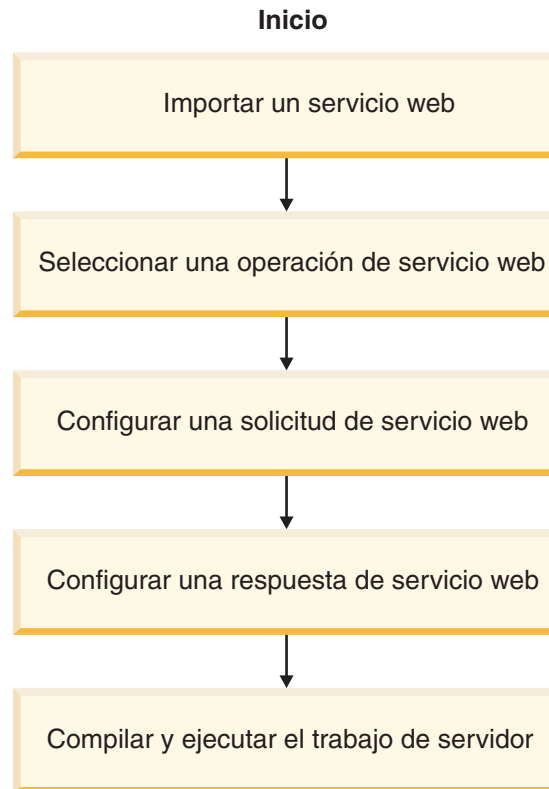 Inicio
Importar un servicio web
Seleccionar una operación de servicio web
Configurar una solicitud de servicio web
Configurar una respuesta de servicio web
Compilar y ejecutar el trabajo de servidor